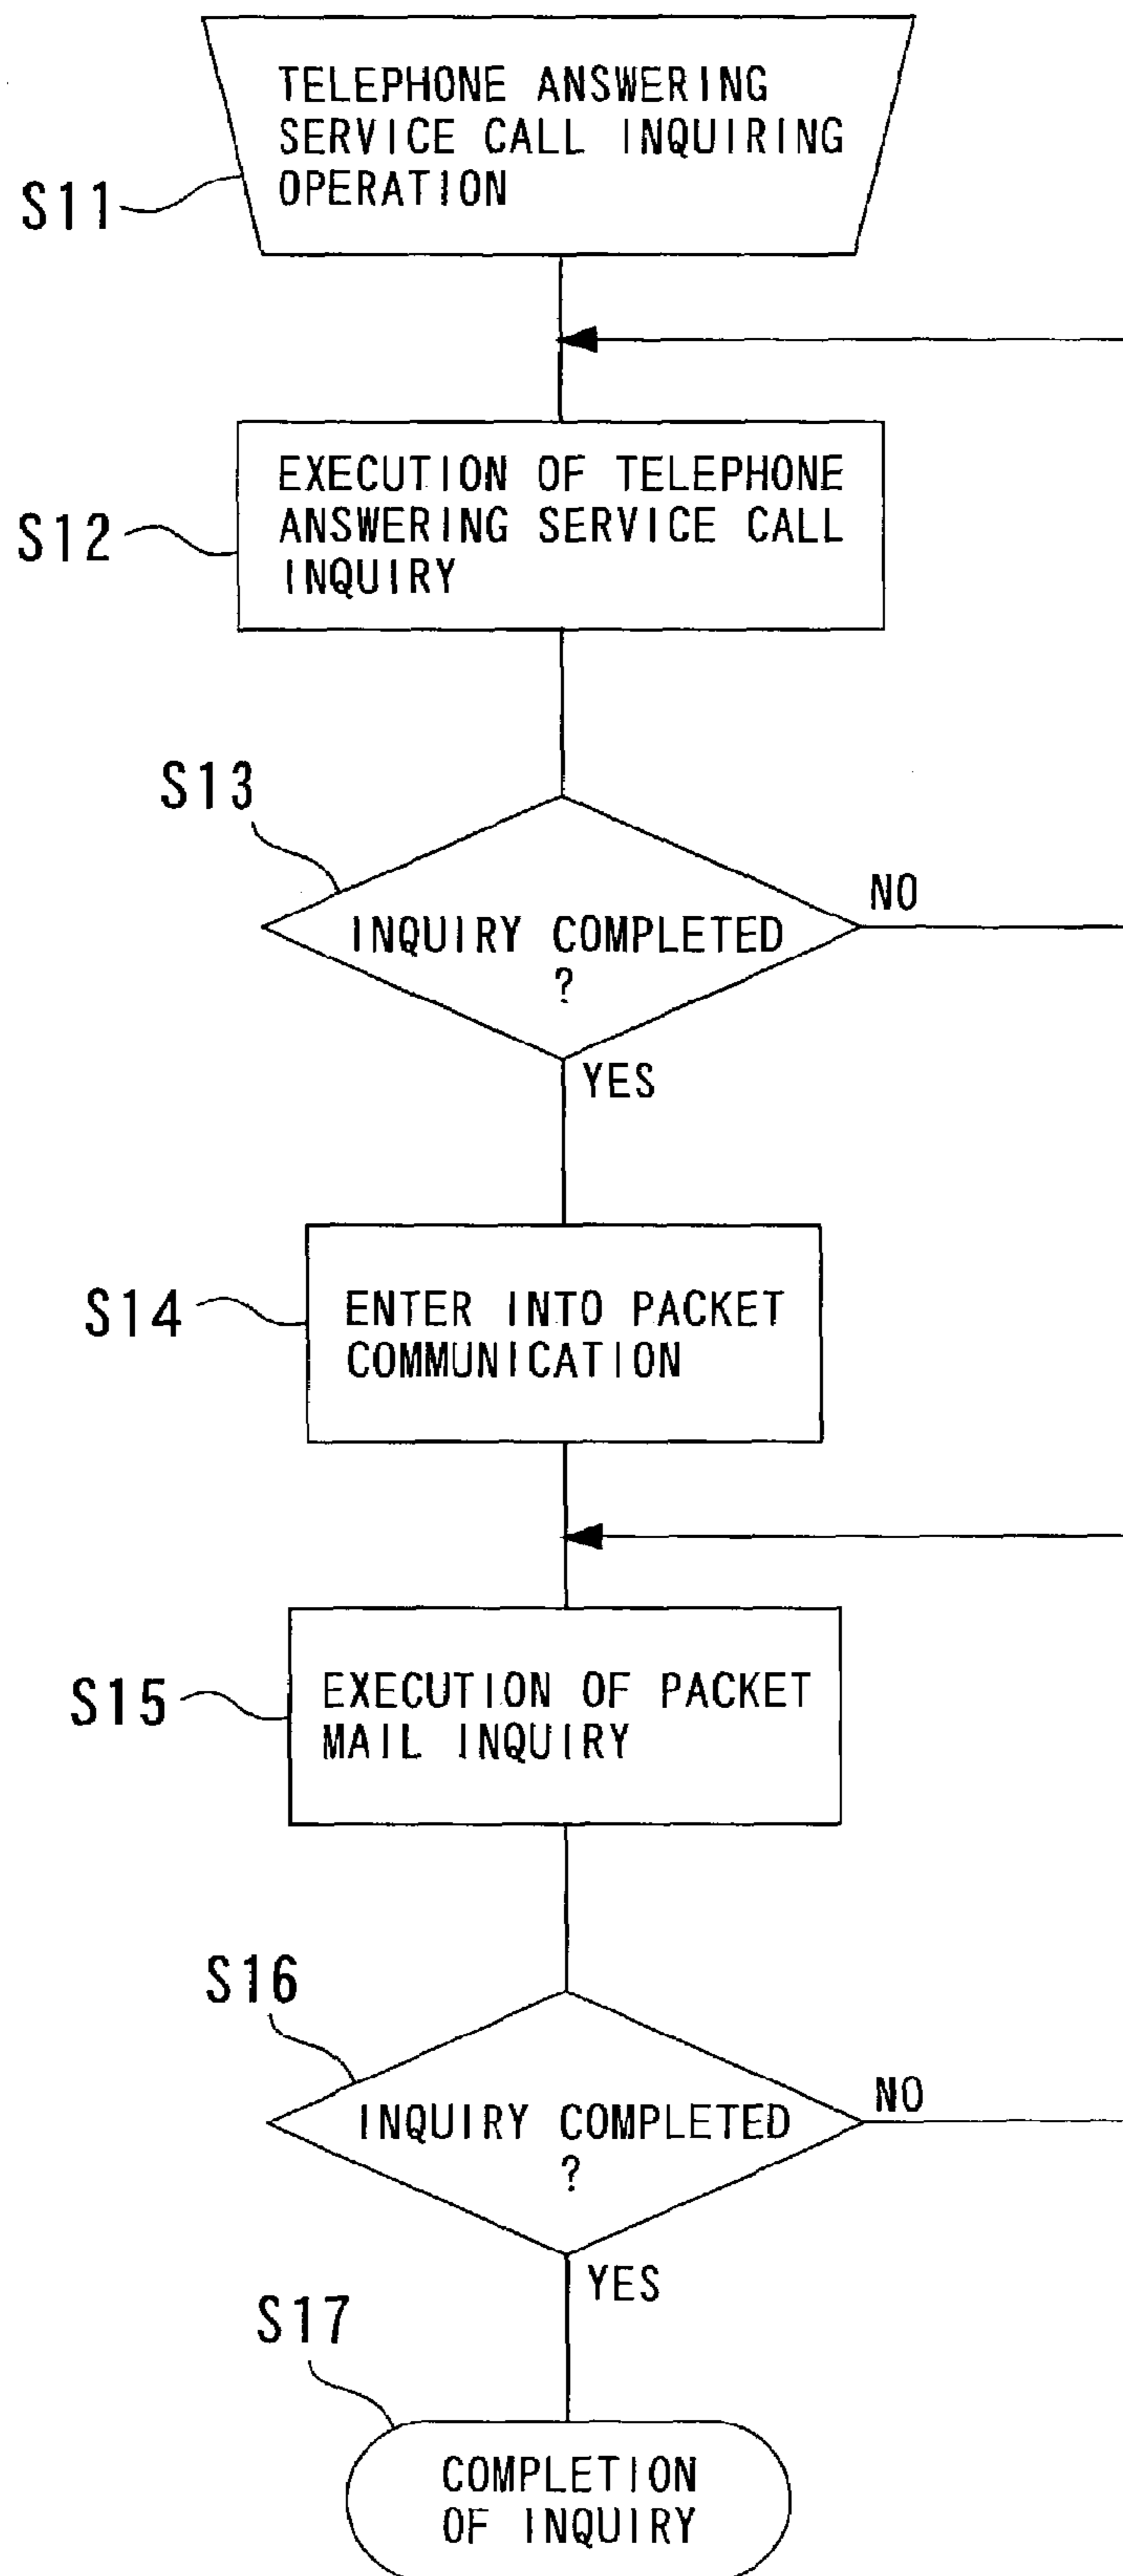 TELEPHONE ANSWERING
SERVICE CALL INQUIRING
OPERATION
S11
EXECUTION OF TELEPHONE
ANSWERING SERVICE CALL
INQUIRY
S12
S13
NO
INQUIRY COMPLETED
?
YES
S14
ENTER INTO PACKET
COMMUNICATION
S15
EXECUTION OF PACKET
MAIL INQUIRY
S16
NO
INQUIRY COMPLETED
?
YES
S17
COMPLETION
OF INQUIRY